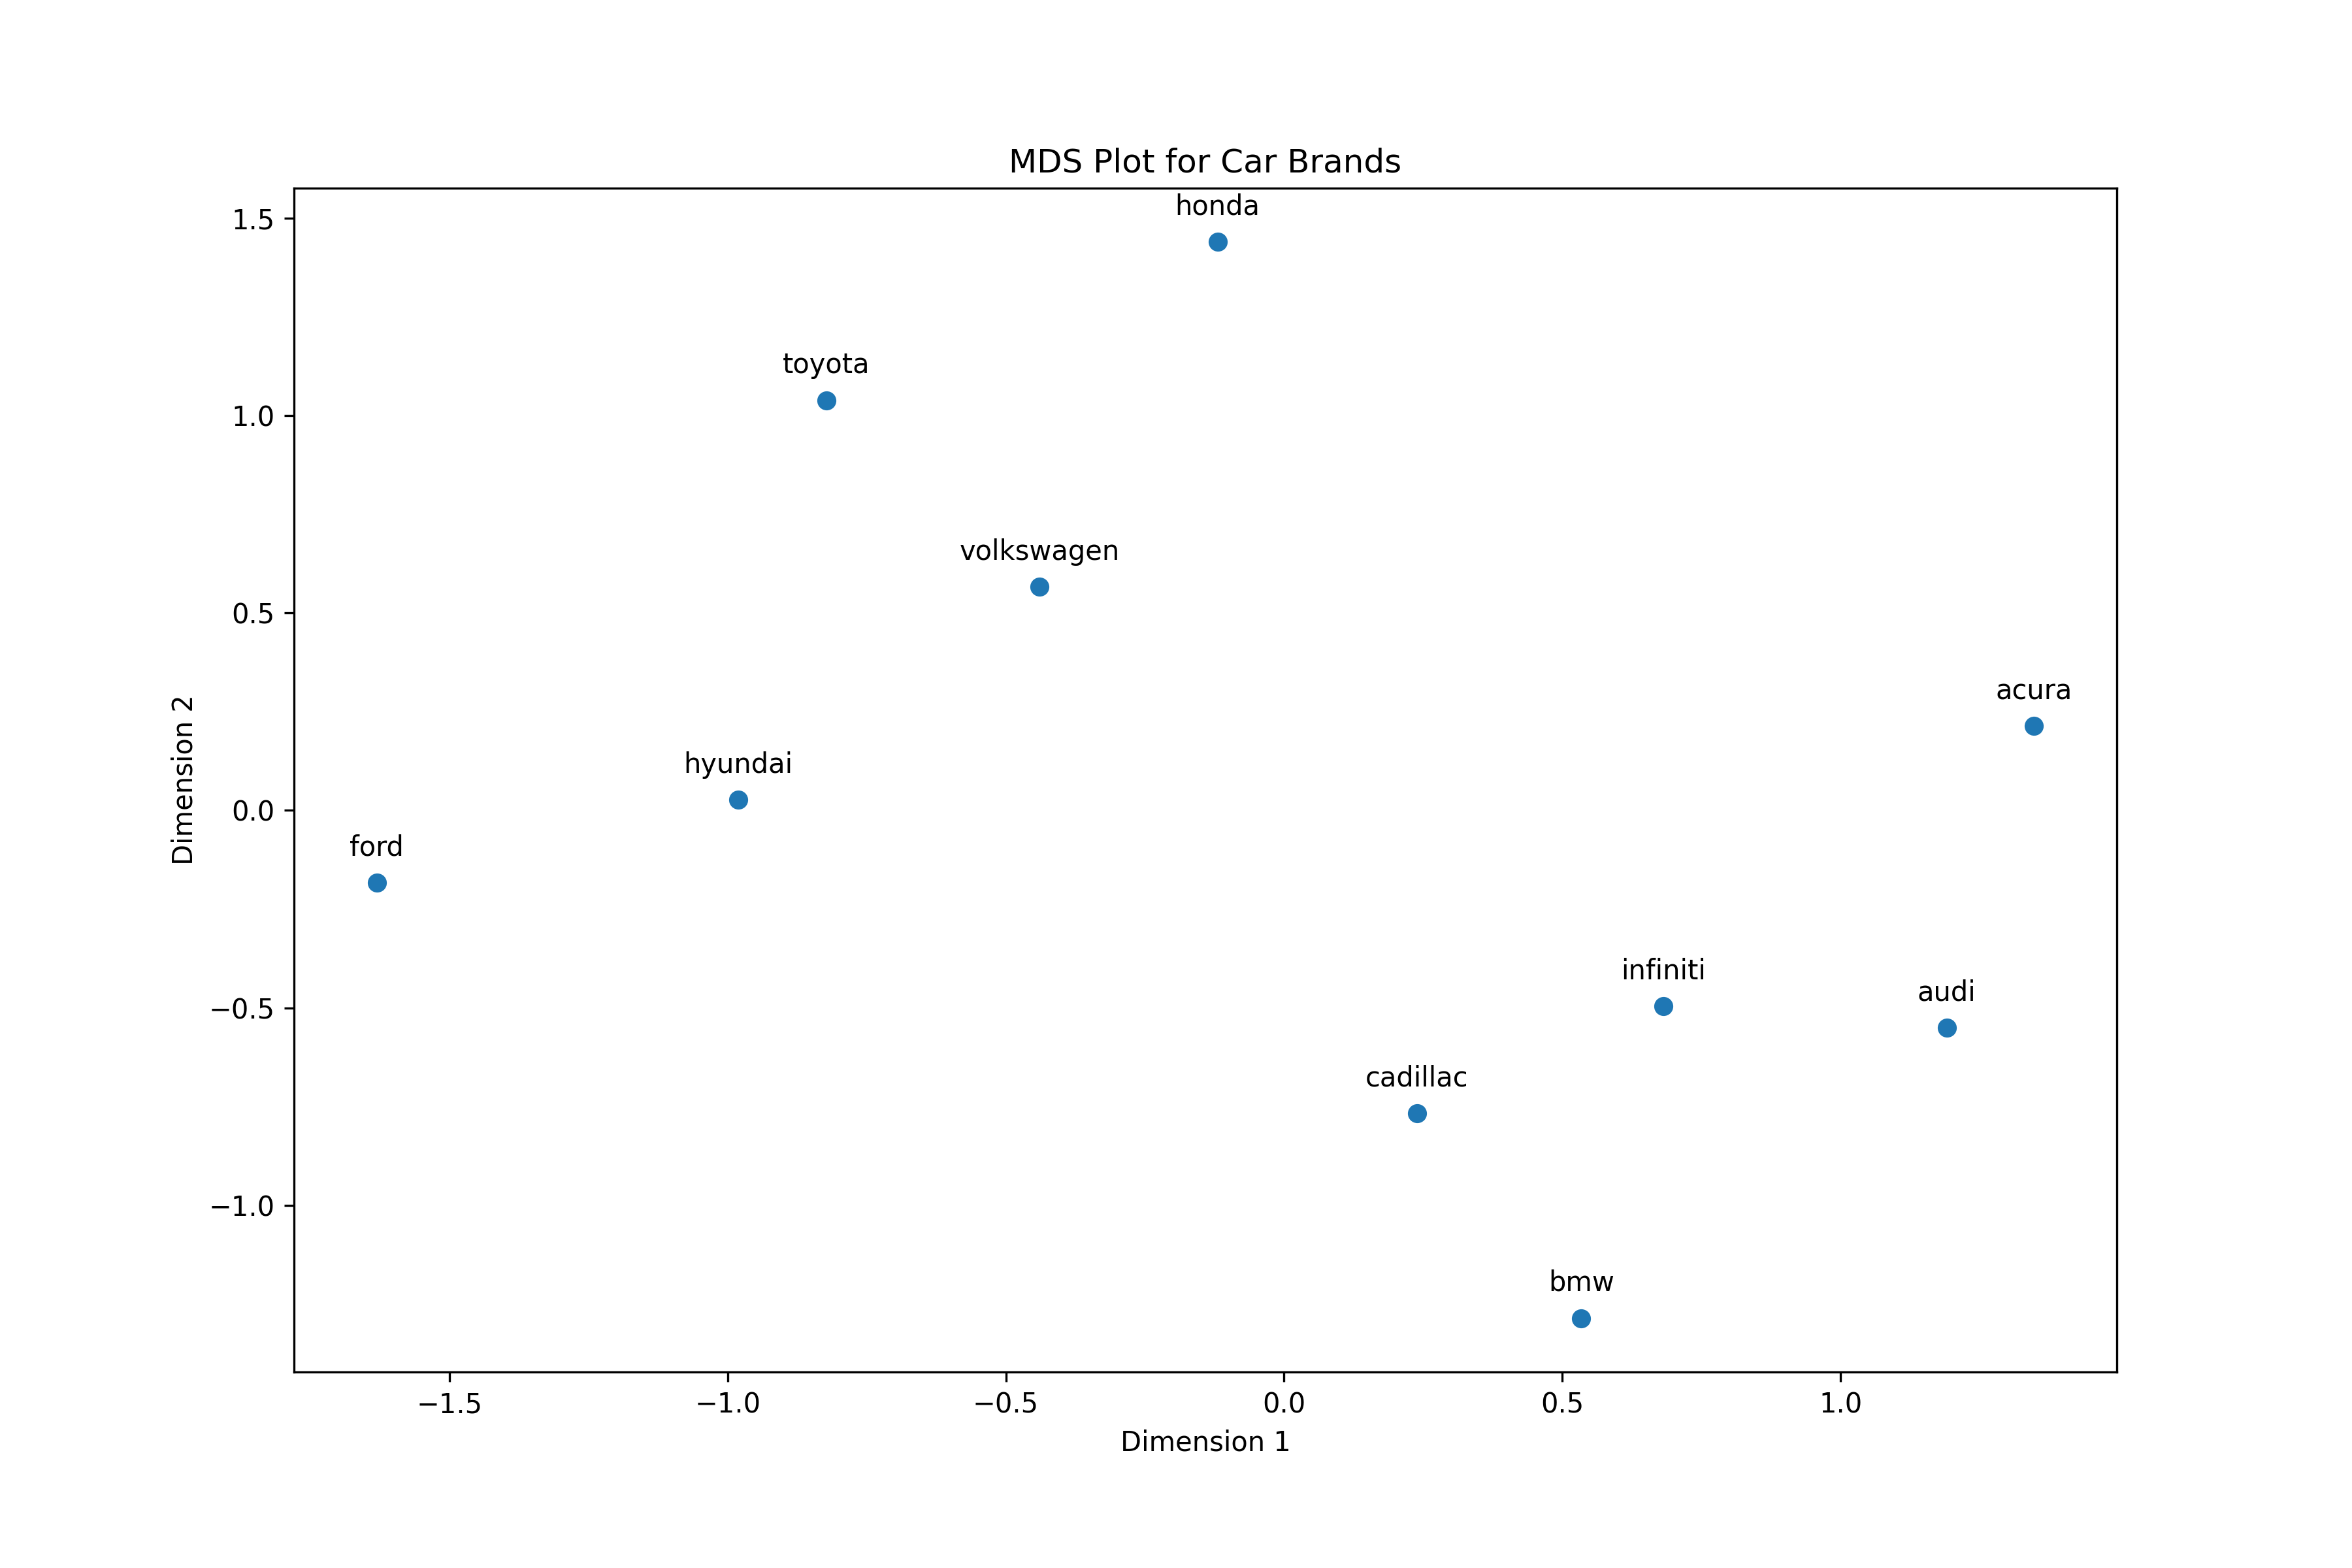 MDS Plot for Car Brands
honda
1.5
toyota
1.0
volkswagen
0.5
acura
Dimension 2
hyundai
0.0
ford
infiniti
audi
−0.5
cadillac
−1.0
bmw
−1.5 −1.0 −0.5 0.0 0.5 1.0
Dimension 1